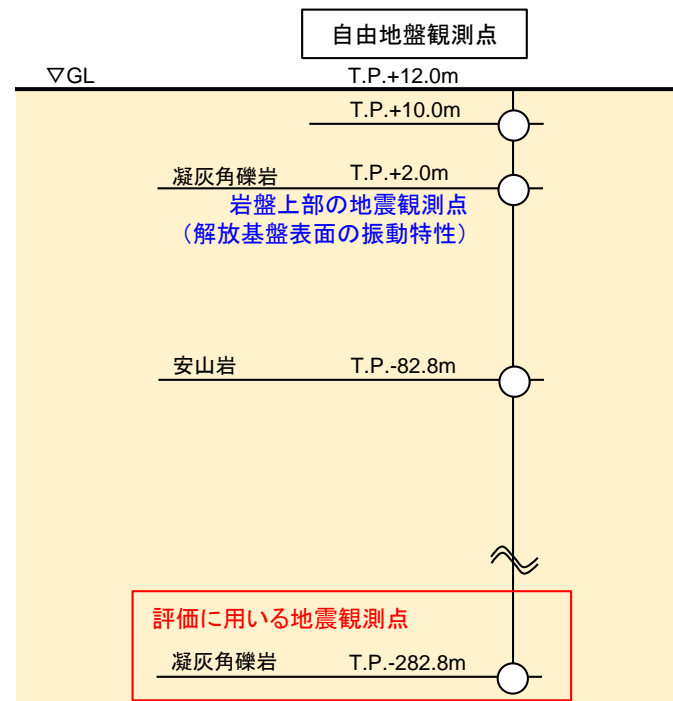 自由地盤観測点
▽GL T.P.+12.0m
T.P.+10.0m
凝灰角礫岩 T.P.+2.0m
岩盤上部の地震観測点
（解放基盤表面の振動特性）
安山岩 T.P.-82.8m
評価に用いる地震観測点
凝灰角礫岩 T.P.-282.8m